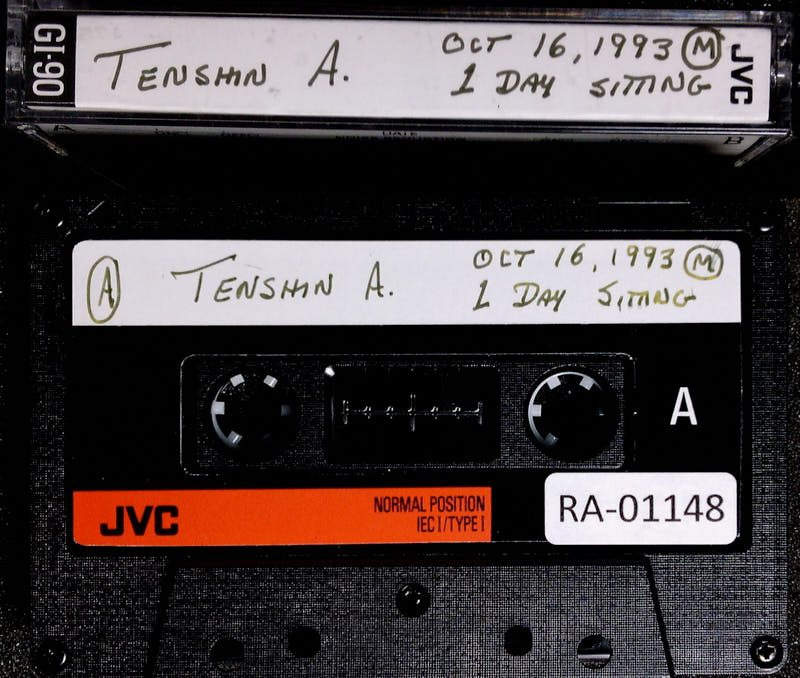 GI-90
TENSHIN A.
OCT 16, 1993 M
1 DAY SITTING
JVC
A
DATE
B
A
TENSHIN A.
OCT 16, 1993 M
1 DAY SITTING
A
JVC
NORMAL POSITION
IEC I/TYPE I
RA-01148